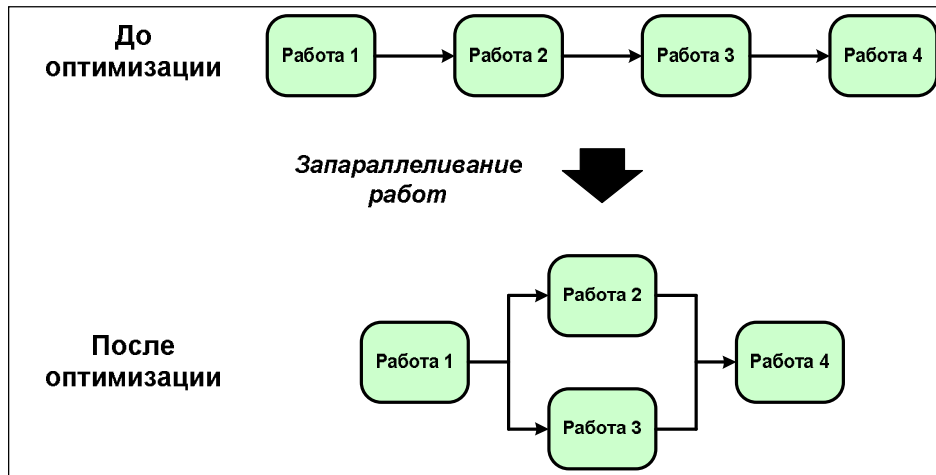 До
оптимизации
Работа 1
Работа 2
Работа 3
Работа 4
Запараллеливание
работ
После
оптимизации
Работа 1
Работа 2
Работа 3
Работа 4